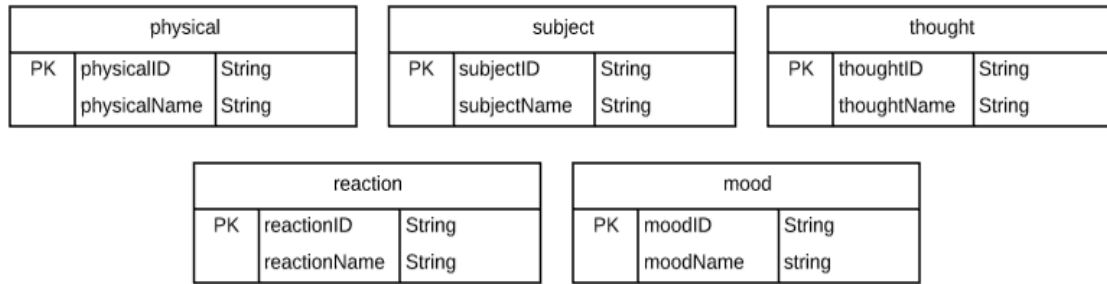 physical
PK physicalID String
physicalName String
subject
PK subjectID String
subjectName String
thought
PK thoughtID String
thoughtName String
reaction
PK reactionID String
reactionName String
mood
PK moodID String
moodName string